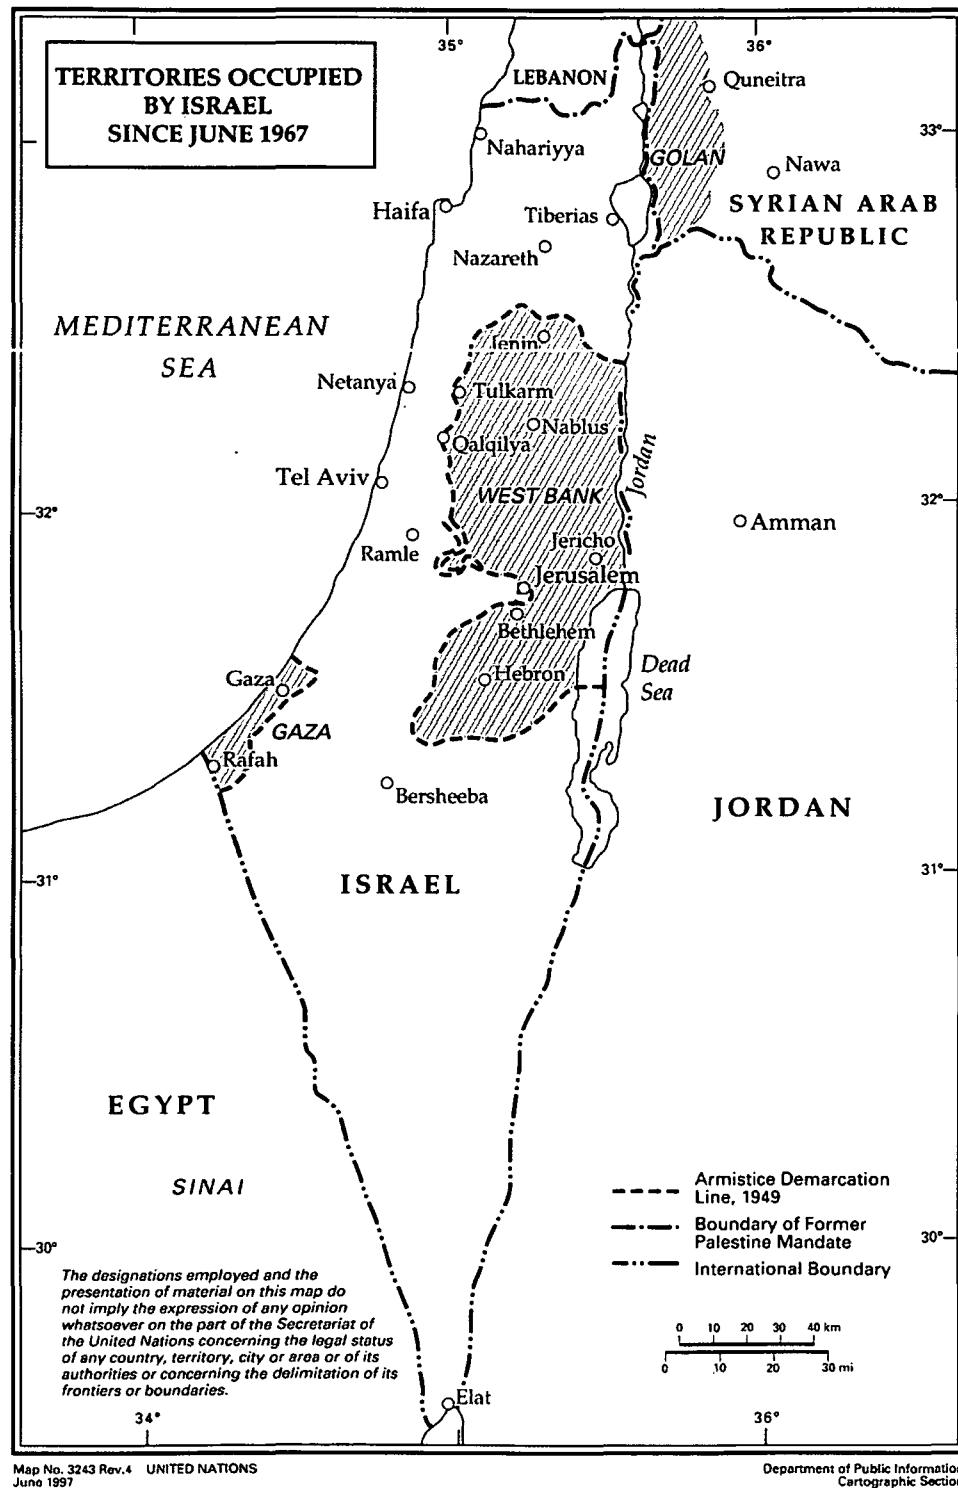 35°
36°
TERRITORIES OCCUPIED
BY ISRAEL
SINCE JUNE 1967
LEBANON
Quneitra
33°
Nahariyya
GOLAN
Nawa
Haifa
Tiberias
SYRIAN ARAB
REPUBLIC
Nazareth
MEDITERRANEAN
SEA
Jenin
Netanya
Tulkarm
Nablus
Qalqilya
Jordan
Tel Aviv
WEST BANK
32°
32°
Amman
Ramle
Jericho
Jerusalem
Bethlehem
Dead
Sea
Gaza
Hebron
GAZA
Rafah
Bersheeba
JORDAN
31°
31°
ISRAEL
EGYPT
SINAI
Armistice Demarcation
Line, 1949
Boundary of Former
Palestine Mandate
International Boundary
30°
30°
The designations employed and the
presentation of material on this map do
not imply the expression of any opinion
whatsoever on the part of the Secretariat of
the United Nations concerning the legal status
of any country, territory, city or area or of its
authorities or concerning the delimitation of its
frontiers or boundaries.
0 10 20 30 40 km
0 10 20 30 mi
Elat
34°
36°
Map No. 3243 Rev.4 UNITED NATIONS
June 1997
Department of Public Information
Cartographic Section